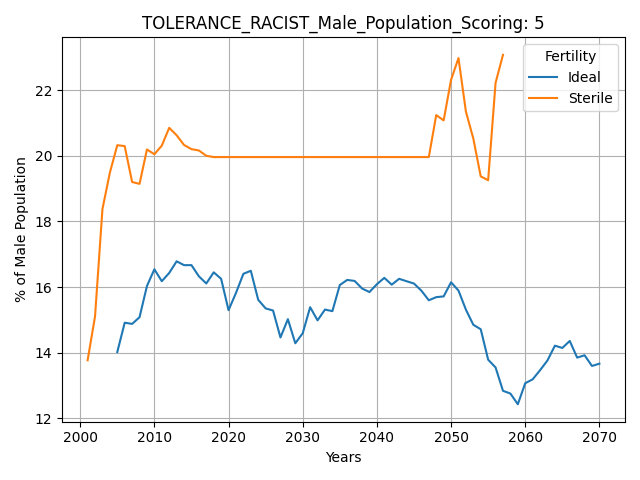 TOLERANCE_RACIST_Male_Population_Scoring: 5
Fertility
Ideal
Sterile
% of Male Population
22
20
18
16
14
12
2000 2010 2020 2030 2040 2050 2060 2070
Years